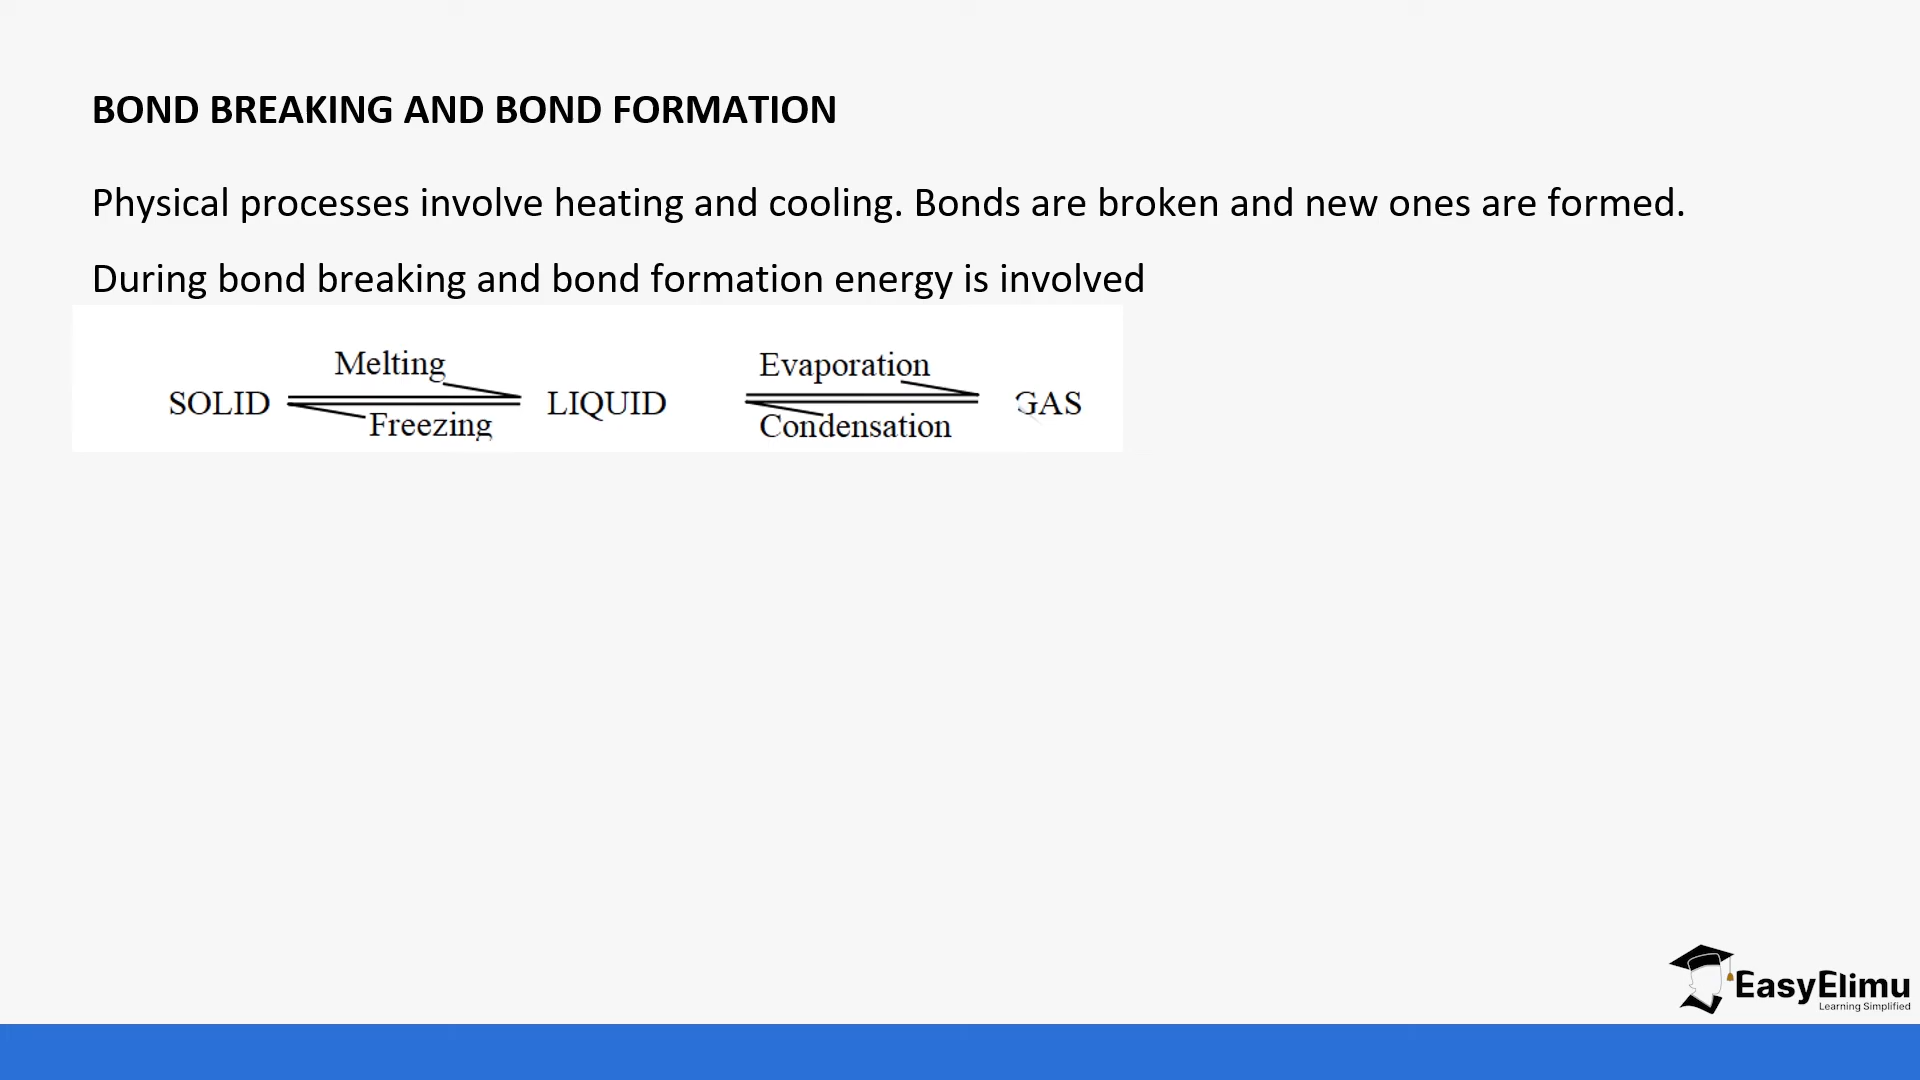 BOND BREAKING AND BOND FORMATION
Physical processes involve heating and cooling. Bonds are broken and new ones are formed.
During bond breaking and bond formation energy is involved
Melting
Evaporation
SOLID LIQUID GAS
Freezing
Condensation
EasyElimu
Learning Simplified